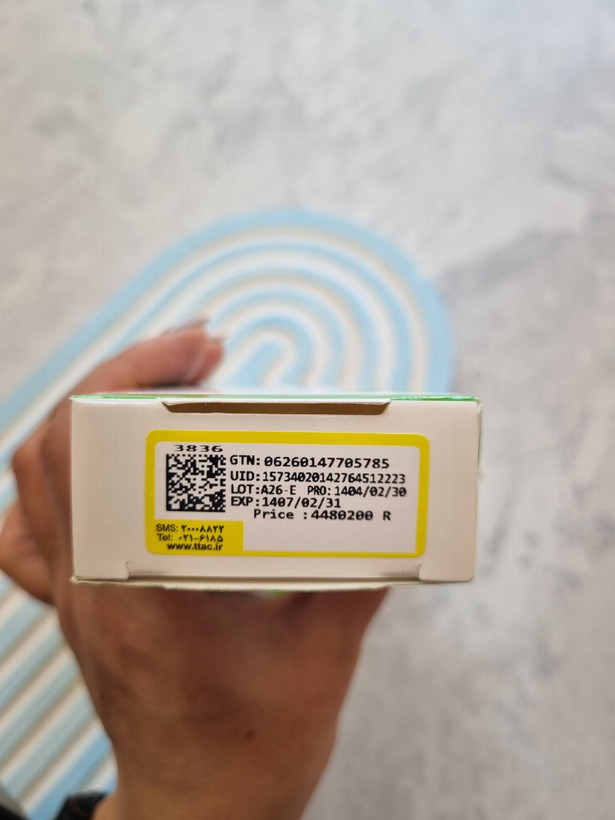 3836
GTN:06260147705785
UID:15734020142764512223
LOT:A26-E PRO:1404/02/30
EXP:1407/02/31
Price :4480200 R
SMS: ۲۰۰۰۸۸۲۲
Tel: ۰۲۱-۶۱۸۵
www.ttac.ir